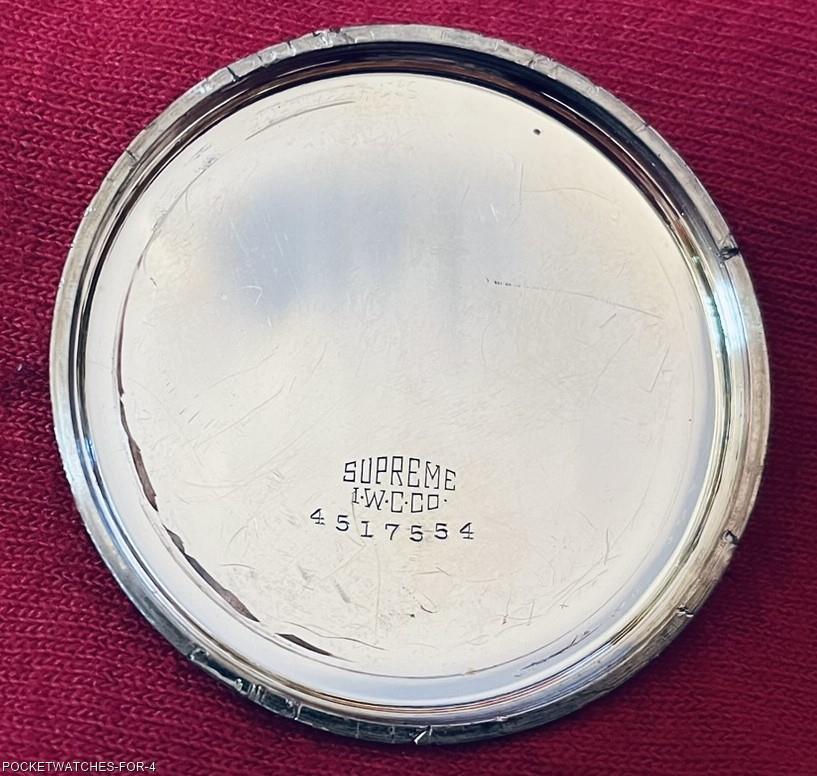 SUPREME
I·W·C·CO·
4517554
POCKETWATCHES-FOR-4